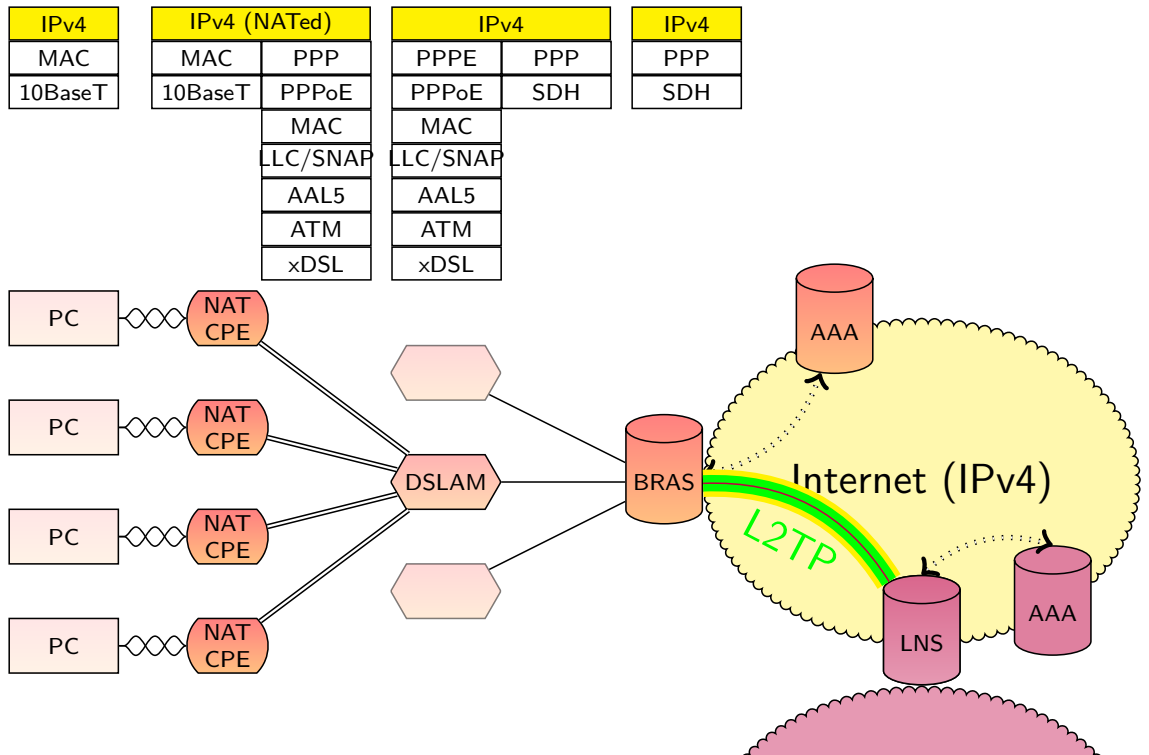 IPv4 IPv4 (NATed) IPv4 IPv4
MAC MAC PPP PPPE PPP PPP
10BaseT 10BaseT PPPoE PPPoE SDH SDH
MAC MAC
LLC/SNAP LLC/SNAP
AAL5 AAL5
ATM ATM
xDSL xDSL
PC
NAT
CPE
AAA
PC
NAT
CPE
DSLAM
BRAS
Internet (IPv4)
L2TP
PC
NAT
CPE
AAA
PC
NAT
CPE
LNS